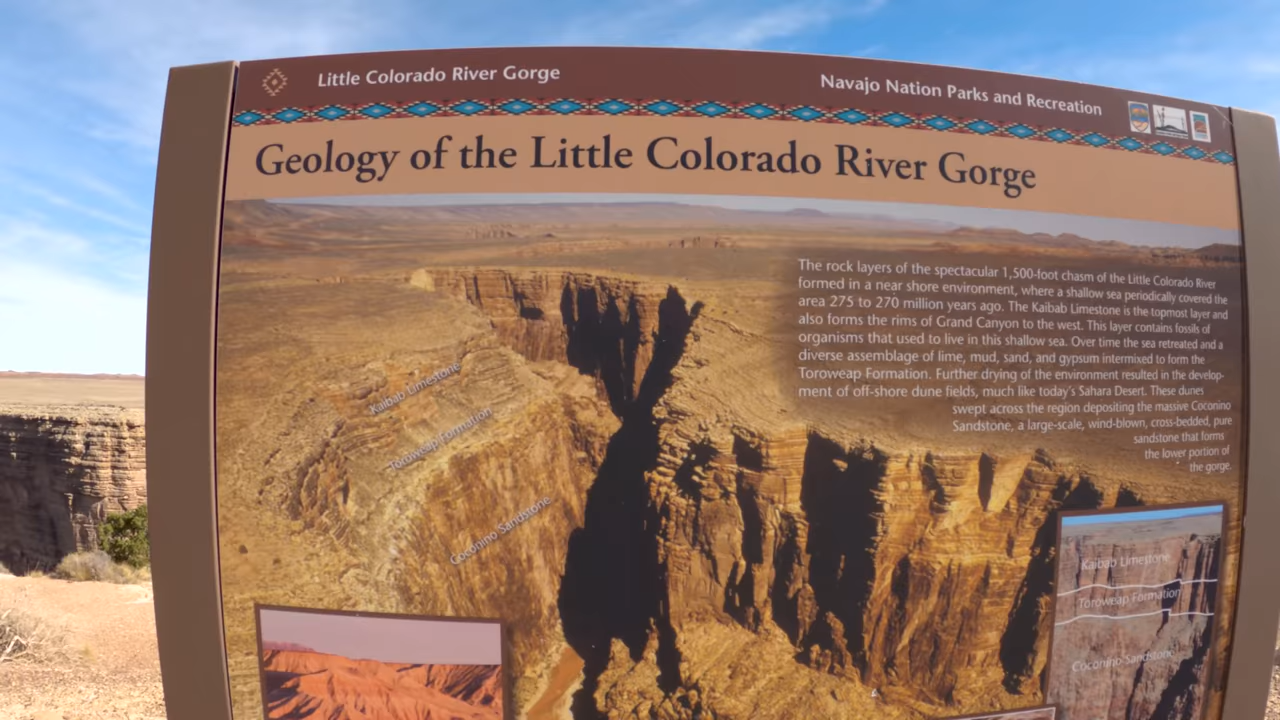 Little Colorado River Gorge
Navajo Nation Parks and Recreation
Geology of the Little Colorado River Gorge
The rock layers of the spectacular 1,500-foot chasm of the Little Colorado River
formed in a near shore environment, where a shallow sea periodically covered the
area 275 to 270 million years ago. The Kaibab Limestone is the topmost layer and
also forms the rims of Grand Canyon to the west. This layer contains fossils of
organisms that used to live in this shallow sea. Over time the sea retreated and a
diverse assemblage of lime, mud, sand, and gypsum intermixed to form the
Toroweap Formation. Further drying of the environment resulted in the develop-
ment of off-shore dune fields, much like today's Sahara Desert. These dunes
swept across the region depositing the massive Coconino
Sandstone, a large-scale, wind-blown, cross-bedded, pure
sandstone that forms
the lower portion of
the gorge.
Kaibab Limestone
Toroweap Formation
Coconino Sandstone
Kaibab Limestone
Toroweap Formation
Coconino Sandstone